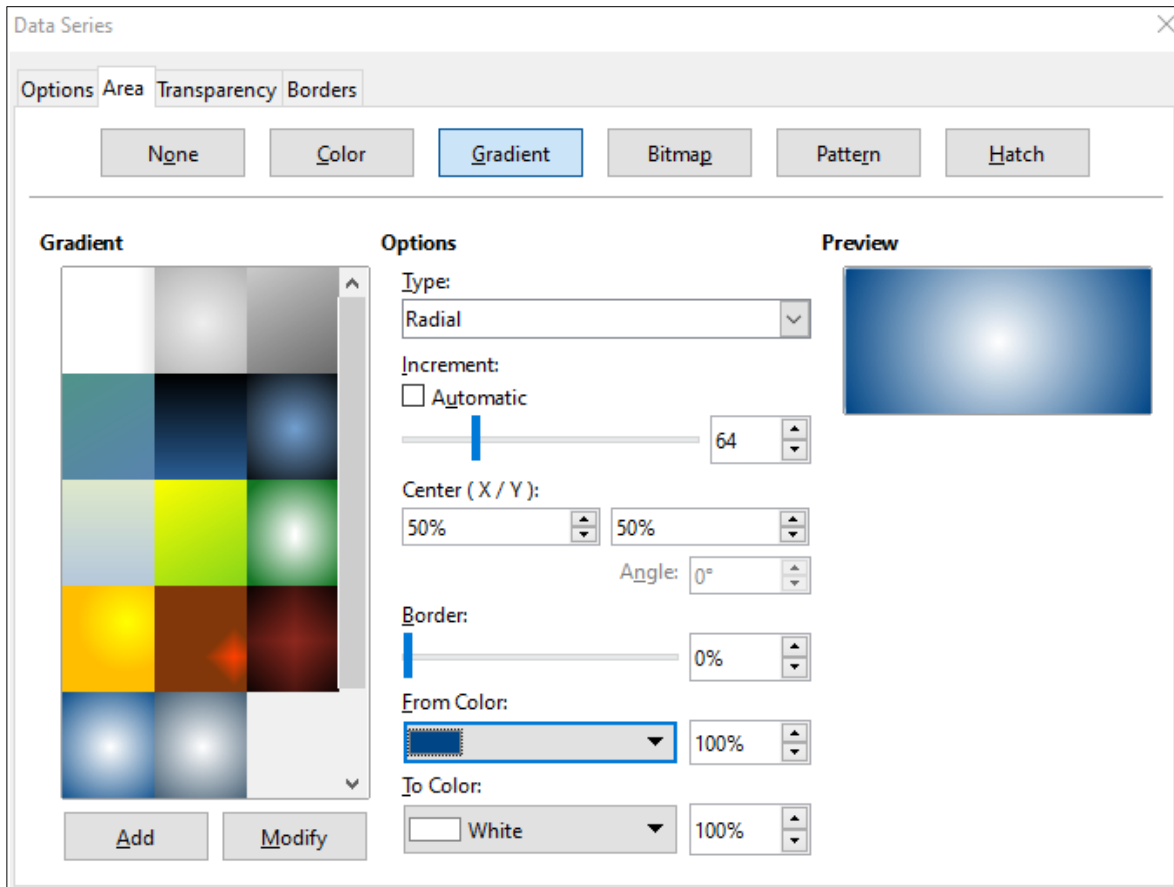 Data Series
Options Area Transparency Borders
None Color Gradient Bitmap Pattern Hatch
Gradient
Options
Type:
Radial
Increment:
Automatic
64
Center ( X / Y ):
50% 50%
Angle: 0°
Border:
0%
From Color:
100%
To Color:
White 100%
Add Modify
Preview